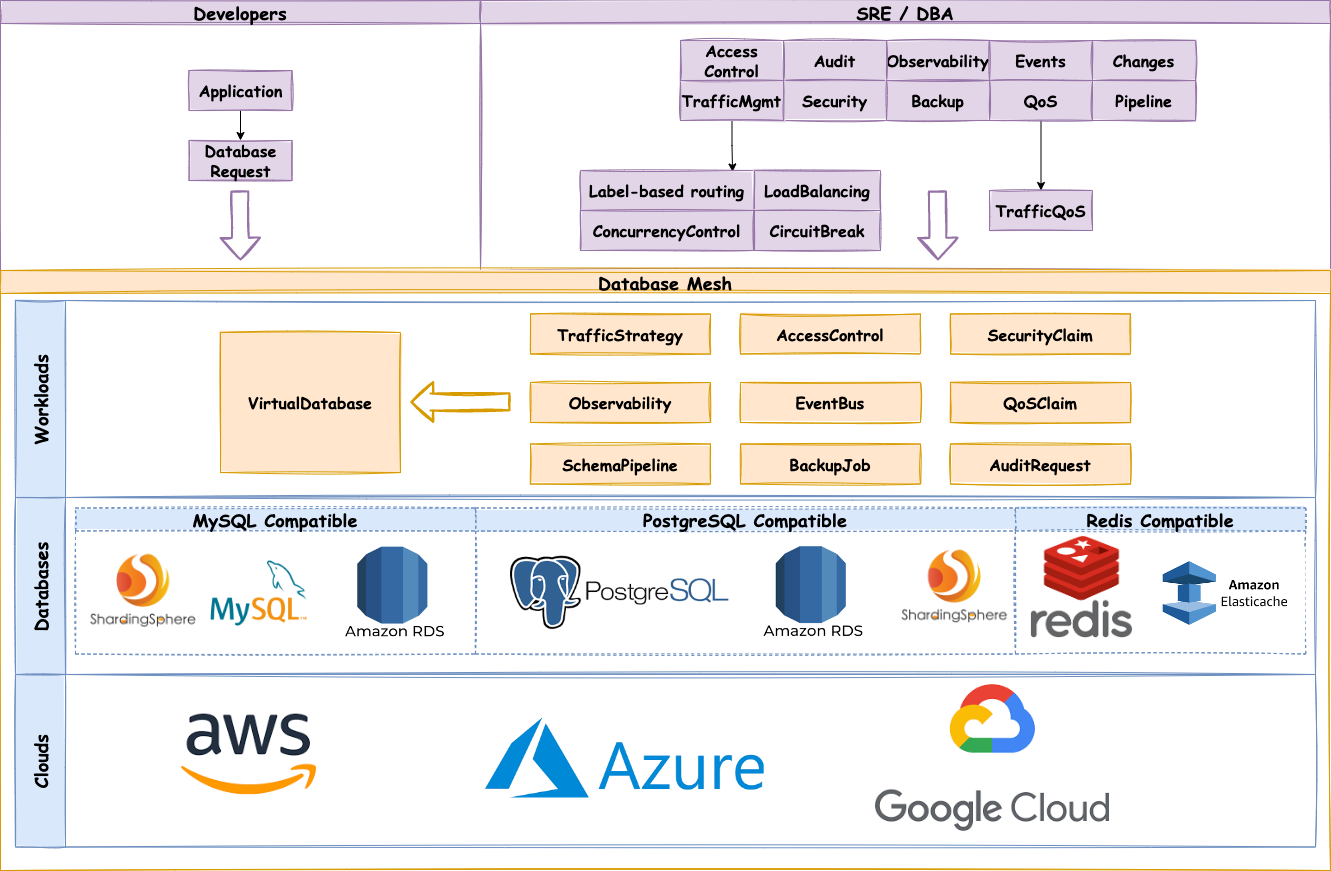 Developers
SRE / DBA
Application
Database
Request
Access
Control
Audit
Observability
Events
Changes
TrafficMgmt
Security
Backup
QoS
Pipeline
Label-based routing
LoadBalancing
ConcurrencyControl
CircuitBreak
TrafficQoS
Database Mesh
Workloads
VirtualDatabase
TrafficStrategy
AccessControl
SecurityClaim
Observability
EventBus
QoSClaim
SchemaPipeline
BackupJob
AuditRequest
Databases
MySQL Compatible
PostgreSQL Compatible
Redis Compatible
ShardingSphere
MySQL™
Amazon RDS
PostgreSQL
Amazon RDS
ShardingSphere
redis
Amazon
Elasticache
Clouds
aws
Azure
Google Cloud